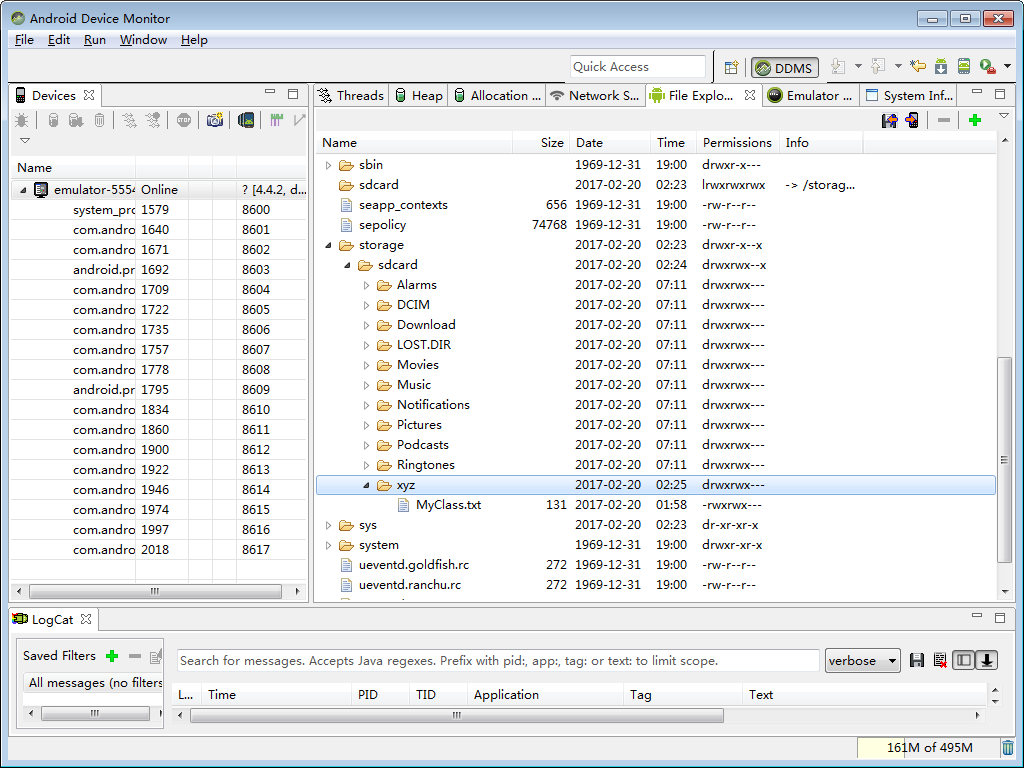 Android Device Monitor
File Edit Run Window Help
Quick Access DDMS
Devices
Name
emulator-5554 Online ? [4.4.2, d...
system_prc 1579 8600
com.andro 1640 8601
com.andro 1671 8602
android.pr 1692 8603
com.andro 1709 8604
com.andro 1722 8605
com.andro 1735 8606
com.andro 1757 8607
com.andro 1778 8608
android.pr 1795 8609
com.andro 1834 8610
com.andro 1860 8611
com.andro 1900 8612
com.andro 1922 8613
com.andro 1946 8614
com.andro 1974 8615
com.andro 1997 8616
com.andro 2018 8617
Threads Heap Allocation ... Network S... File Explo... Emulator ... System Inf...
Name Size Date Time Permissions Info
sbin 1969-12-31 19:00 drwxr-x---
sdcard 2017-02-20 02:23 lrwxrwxrwx -> /storag...
seapp_contexts 656 1969-12-31 19:00 -rw-r--r--
sepolicy 74768 1969-12-31 19:00 -rw-r--r--
storage 2017-02-20 02:23 drwxr-x--x
sdcard 2017-02-20 02:24 drwxrwx--x
Alarms 2017-02-20 07:11 drwxrwx---
DCIM 2017-02-20 07:11 drwxrwx---
Download 2017-02-20 07:11 drwxrwx---
LOST.DIR 2017-02-20 07:11 drwxrwx---
Movies 2017-02-20 07:11 drwxrwx---
Music 2017-02-20 07:11 drwxrwx---
Notifications 2017-02-20 07:11 drwxrwx---
Pictures 2017-02-20 07:11 drwxrwx---
Podcasts 2017-02-20 07:11 drwxrwx---
Ringtones 2017-02-20 07:11 drwxrwx---
xyz 2017-02-20 02:25 drwxrwx---
MyClass.txt 131 2017-02-20 01:58 -rwxrwx---
sys 2017-02-20 02:23 dr-xr-xr-x
system 1969-12-31 19:00 drwxr-xr-x
ueventd.goldfish.rc 272 1969-12-31 19:00 -rw-r--r--
ueventd.ranchu.rc 272 1969-12-31 19:00 -rw-r--r--
LogCat
Saved Filters
All messages (no filters
Search for messages. Accepts Java regexes. Prefix with pid:, app:, tag: or text: to limit scope. verbose
L... Time PID TID Application Tag Text
161M of 495M